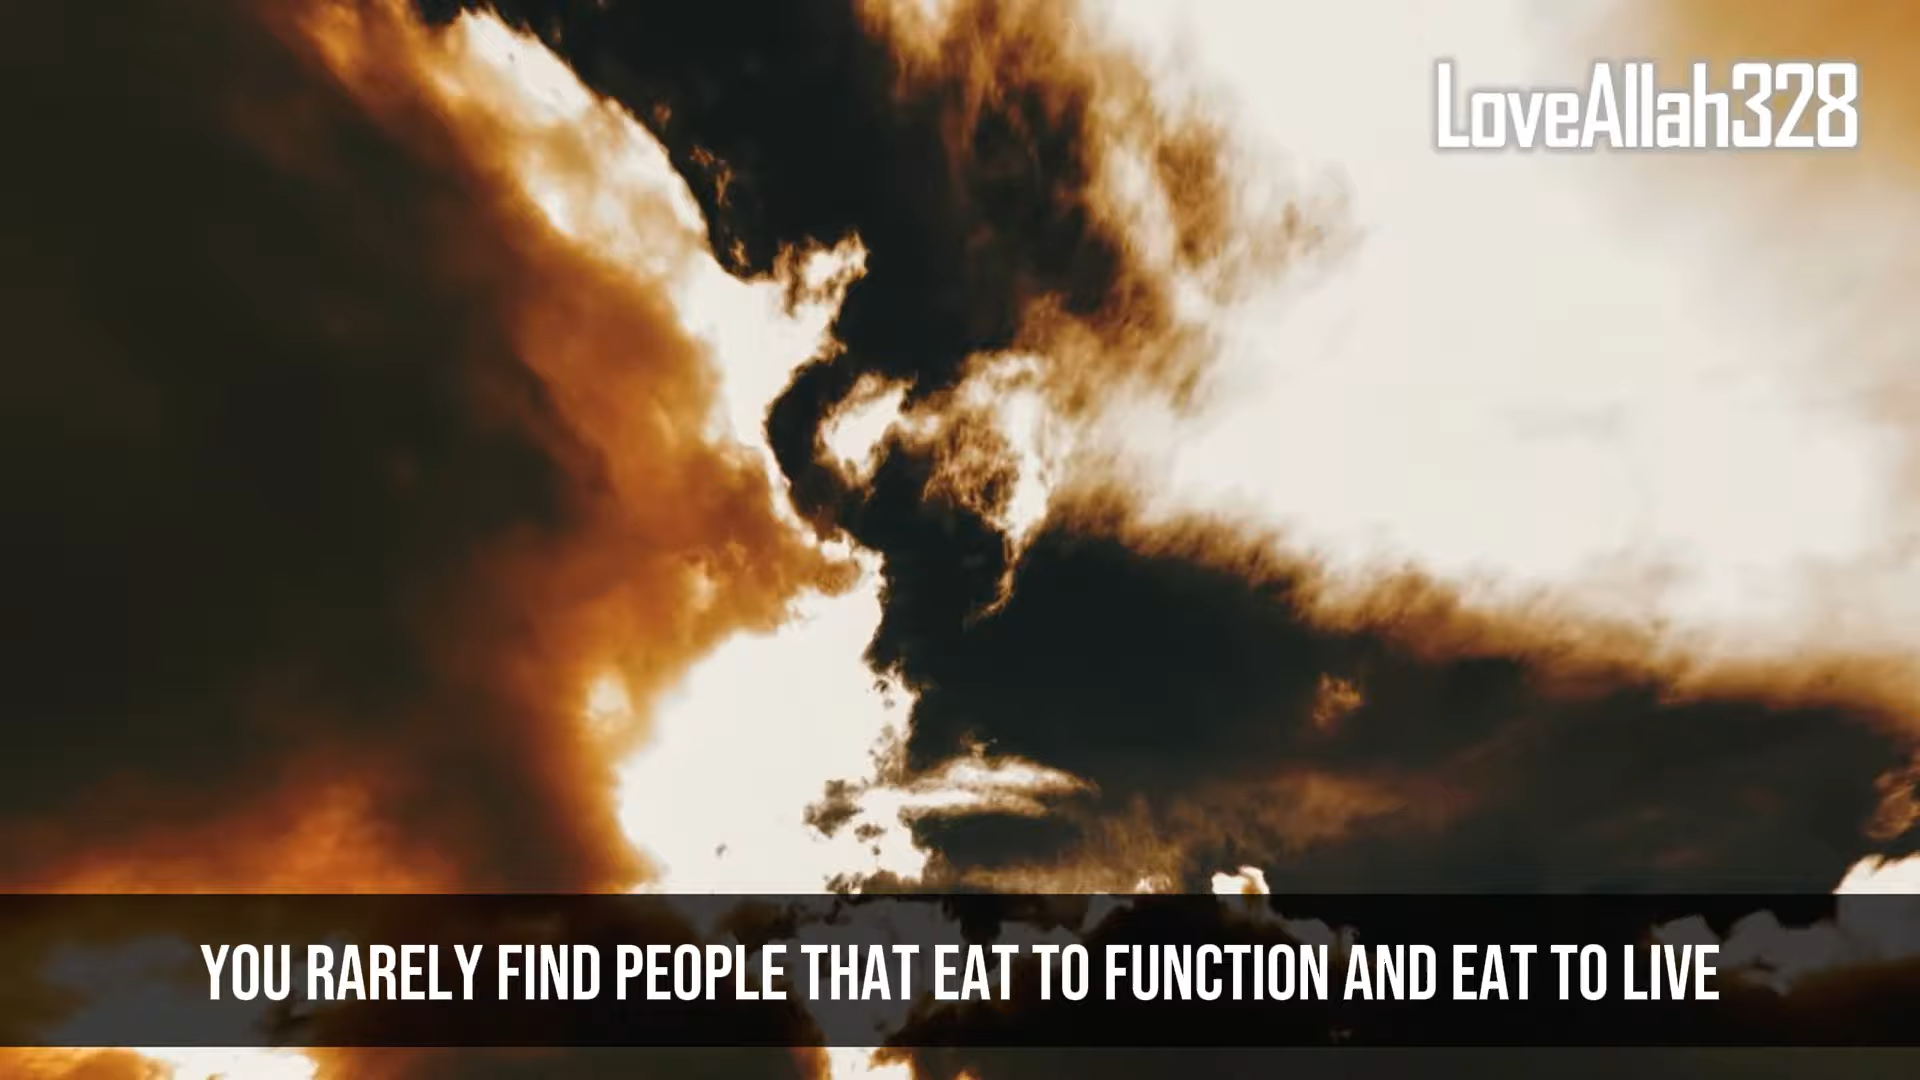 LoveAllah328
YOU RARELY FIND PEOPLE THAT EAT TO FUNCTION AND EAT TO LIVE